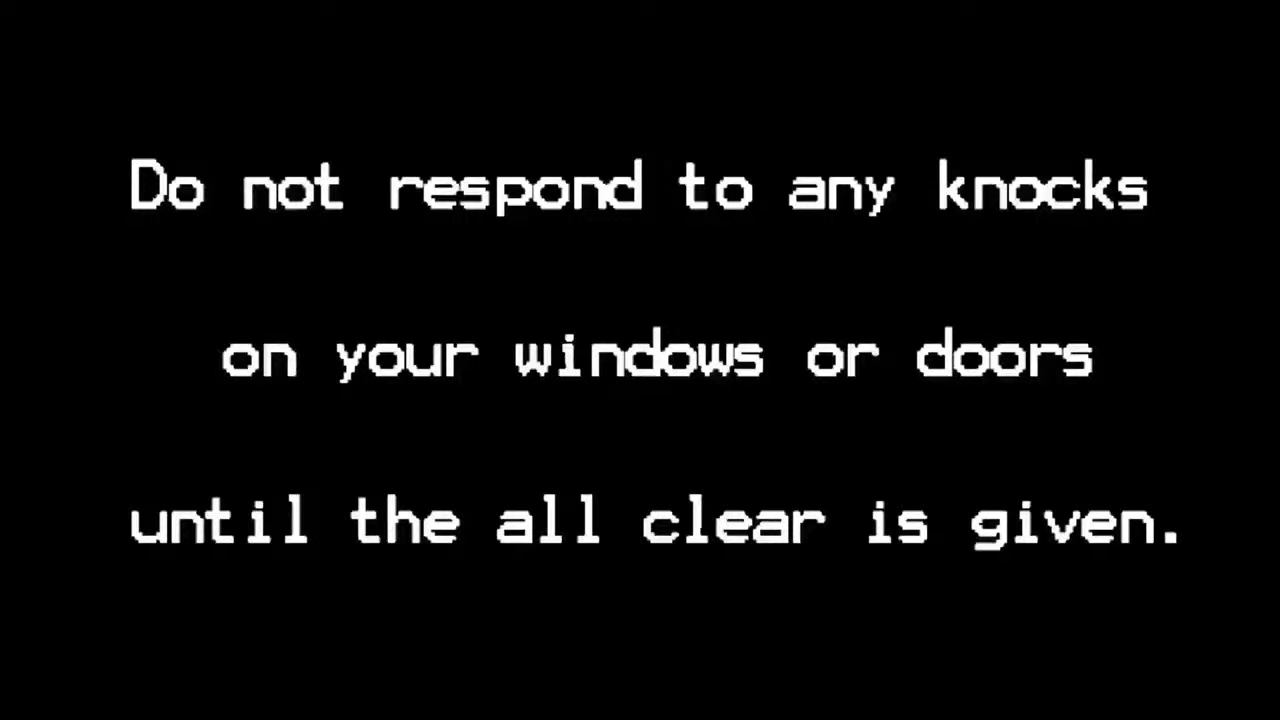 Do not respond to any knocks
on your windows or doors
until the all clear is given.